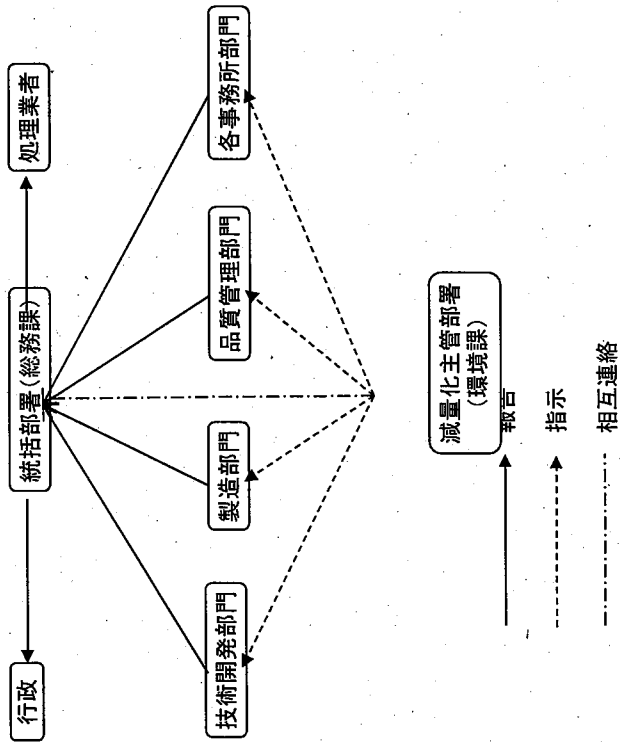 行政
統括部署(総務課)
処理業者
技術開発部門
製造部門
品質管理部門
各事務所部門
減量化主管部署
(環境課)
報告
指示
相互連絡